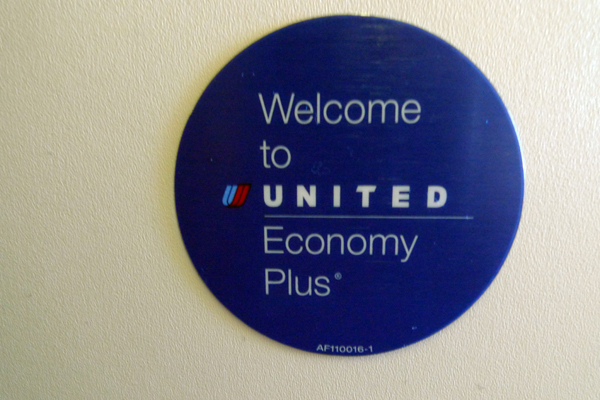 Welcome
to
UNITED
Economy
Plus®
AF110016-1